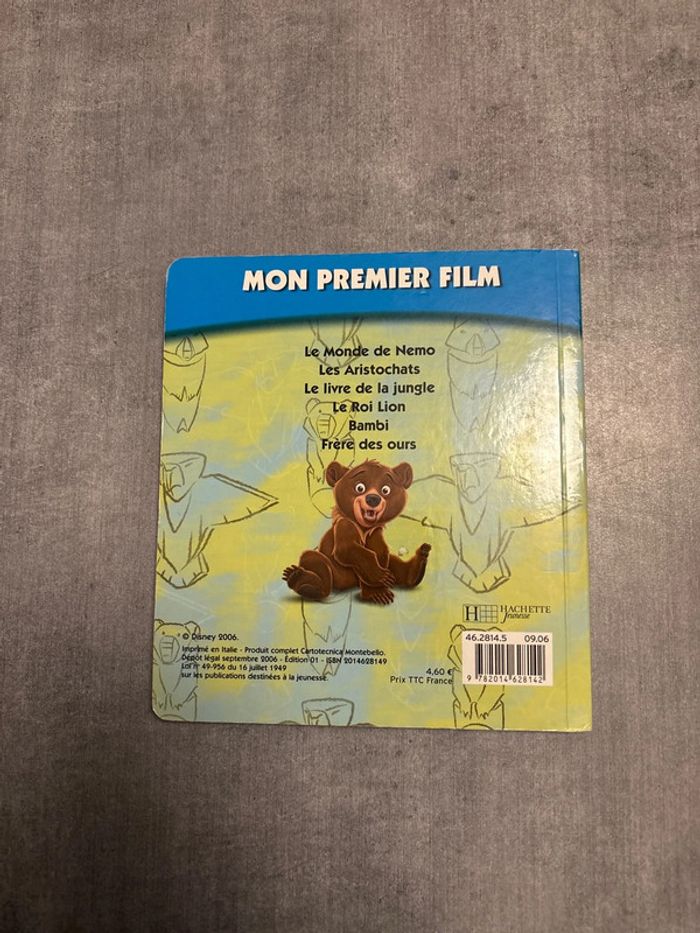 MON PREMIER FILM
Le Monde de Nemo
Les Aristochats
Le livre de la jungle
Le Roi Lion
Bambi
Frère des ours
H HACHETTE
Jeunesse
46.2814.5 09.06
© Disney 2006.
Imprimé en Italie - Produit complet Cartotecnica Montebello.
Dépôt légal septembre 2006 - Édition 01 - ISBN 2014628149
Loi n° 49-956 du 16 juillet 1949
sur les publications destinées à la jeunesse.
4,60 €
Prix TTC France
9 782014 628142